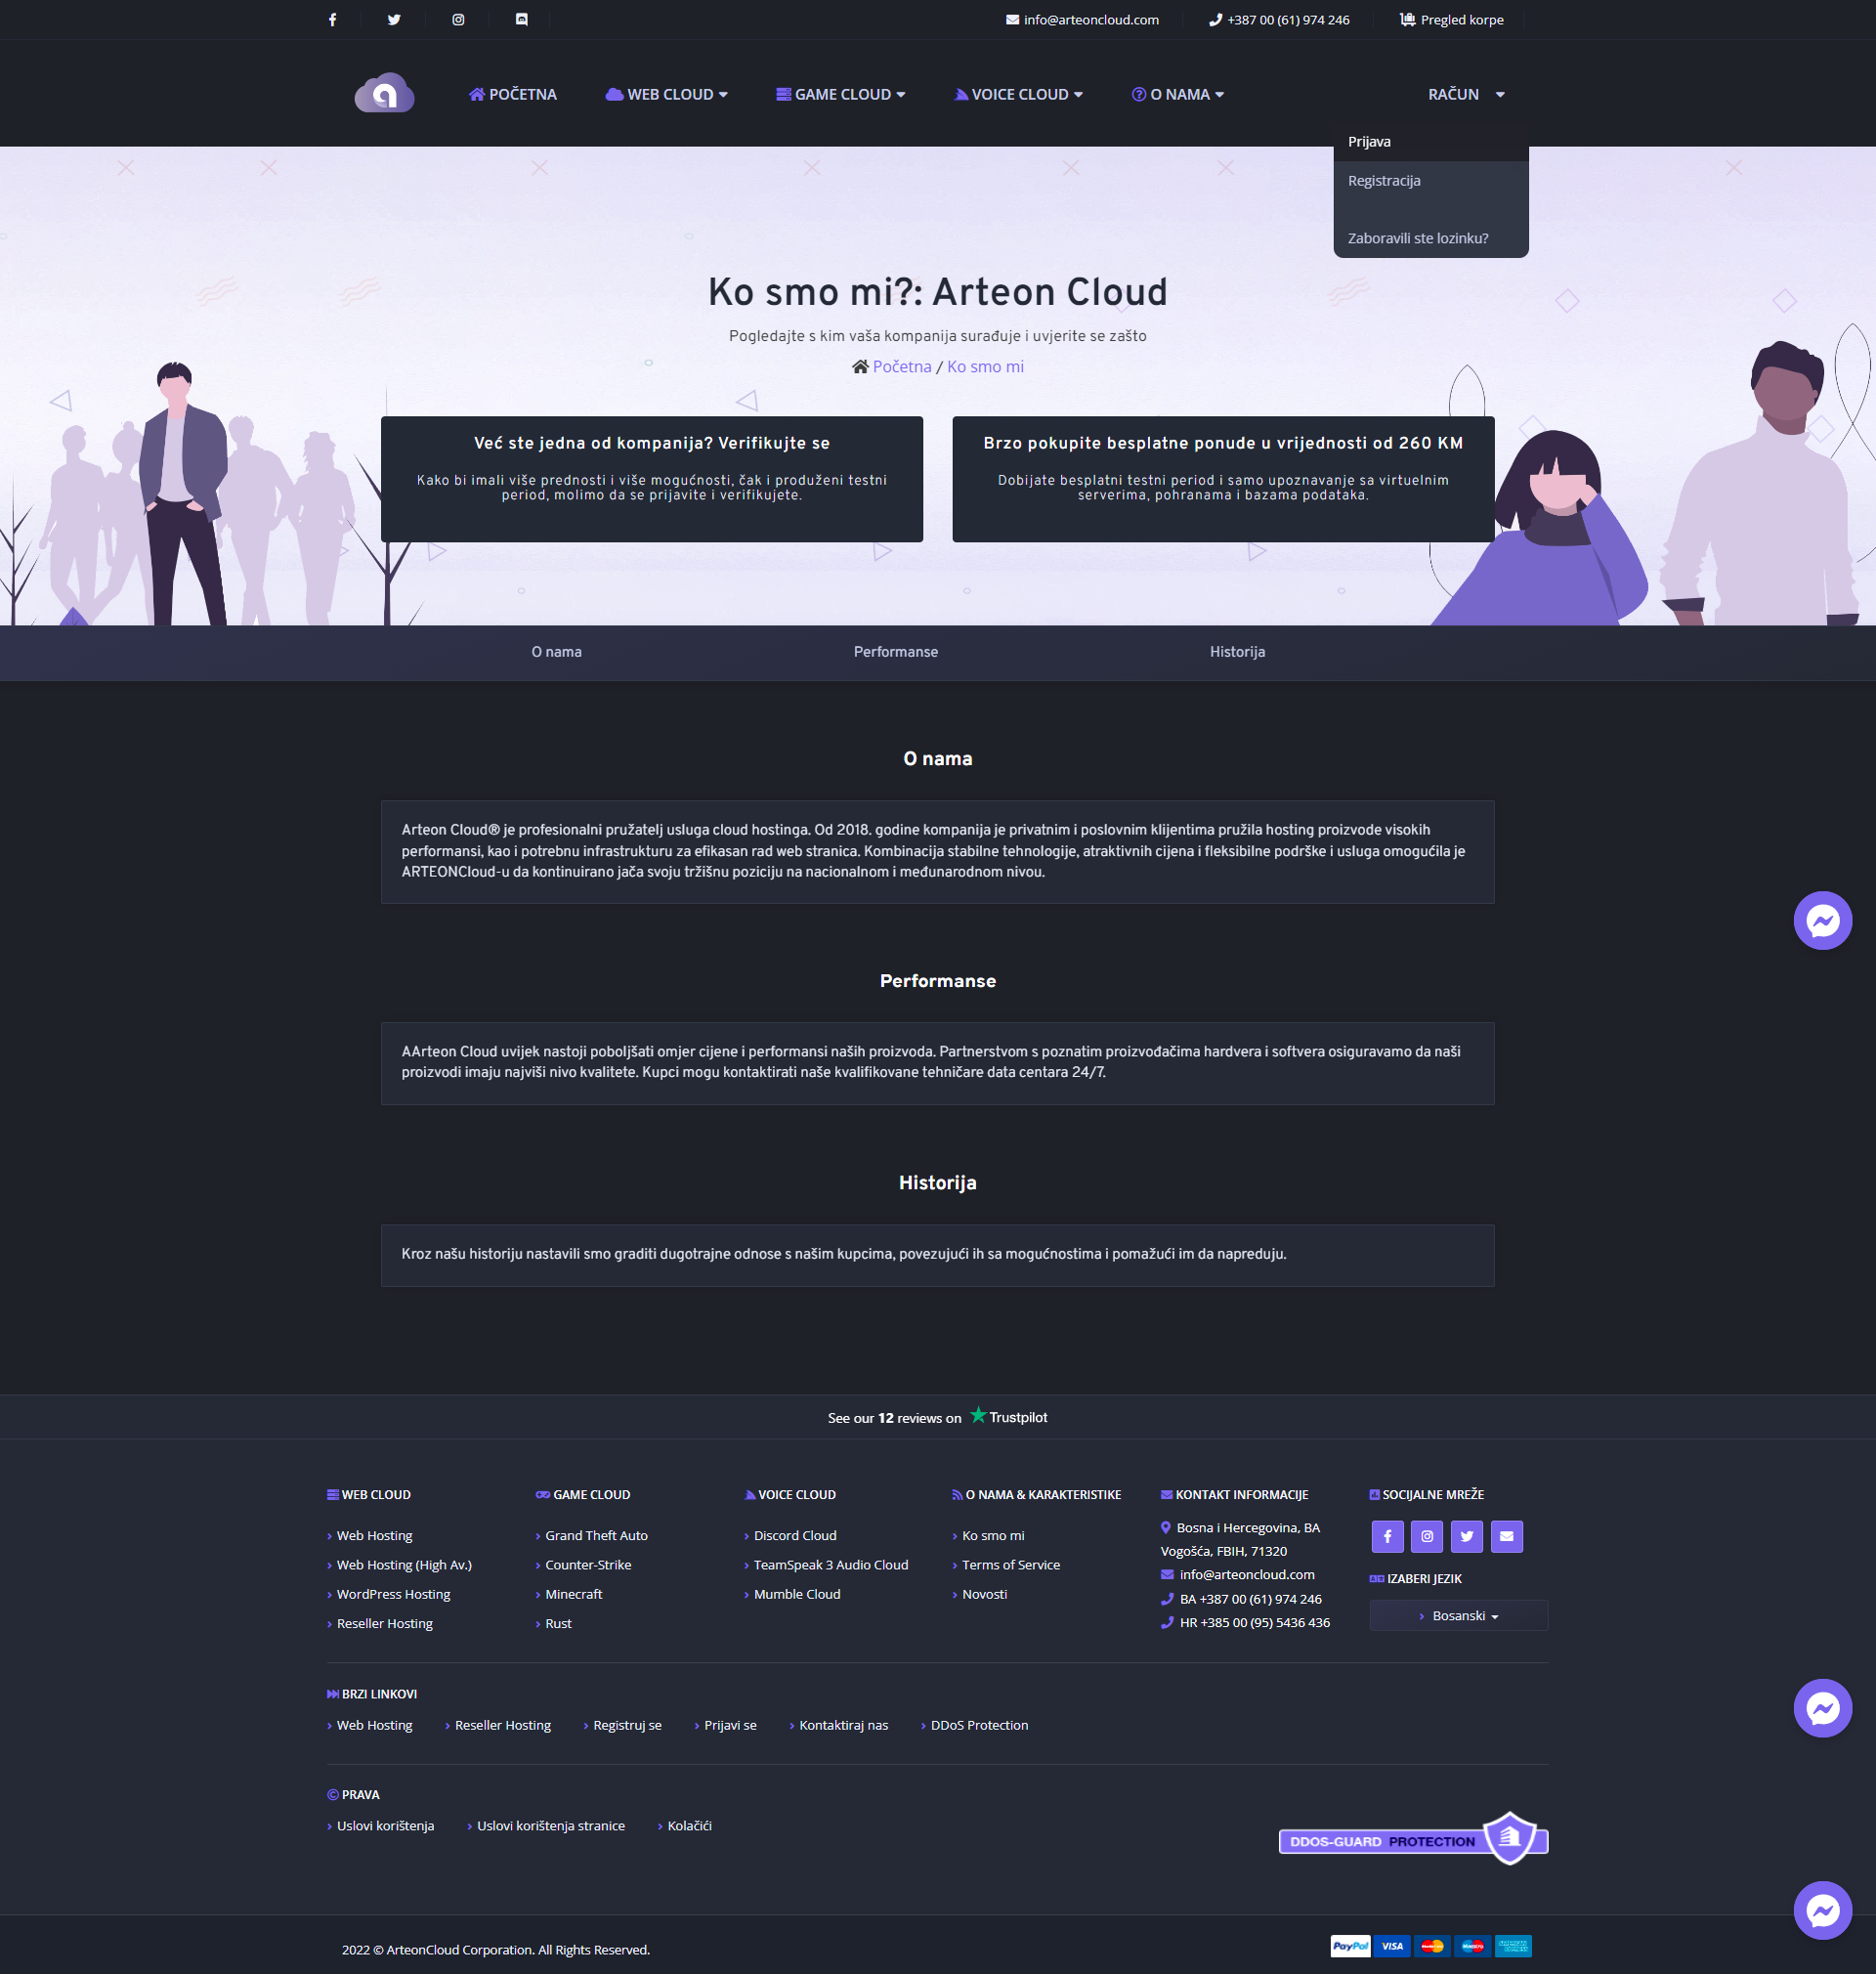 info@arteoncloud.com
+387 00 (61) 974 246
Pregled korpe
POČETNA
WEB CLOUD
GAME CLOUD
VOICE CLOUD
O NAMA
RAČUN
Prijava
Registracija
Zaboravili ste lozinku?
Ko smo mi?: Arteon Cloud
Pogledajte s kim vaša kompanija surađuje i uvjerite se zašto
Početna / Ko smo mi
Već ste jedna od kompanija? Verifikujte se
Kako bi imali više prednosti i više mogućnosti, čak i produženi testni
period, molimo da se prijavite i verifikujete.
Brzo pokupite besplatne ponude u vrijednosti od 260 KM
Dobijate besplatni testni period i samo upoznavanje sa virtuelnim
serverima, pohranama i bazama podataka.
O nama
Performanse
Historija
O nama
Arteon Cloud® je profesionalni pružatelj usluga cloud hostinga. Od 2018. godine kompanija je privatnim i poslovnim klijentima pružila hosting proizvode visokih
performansi, kao i potrebnu infrastrukturu za efikasan rad web stranica. Kombinacija stabilne tehnologije, atraktivnih cijena i fleksibilne podrške i usluga omogućila je
ARTEONCloud-u da kontinuirano jača svoju tržišnu poziciju na nacionalnom i međunarodnom nivou.
Performanse
AArteon Cloud uvijek nastoji poboljšati omjer cijene i performansi naših proizvoda. Partnerstvom s poznatim proizvođačima hardvera i softvera osiguravamo da naši
proizvodi imaju najviši nivo kvalitete. Kupci mogu kontaktirati naše kvalifikovane tehničare data centara 24/7.
Historija
Kroz našu historiju nastavili smo graditi dugotrajne odnose s našim kupcima, povezujući ih sa mogućnostima i pomažući im da napreduju.
See our 12 reviews on Trustpilot
WEB CLOUD
Web Hosting
Web Hosting (High Av.)
WordPress Hosting
Reseller Hosting
GAME CLOUD
Grand Theft Auto
Counter-Strike
Minecraft
Rust
VOICE CLOUD
Discord Cloud
TeamSpeak 3 Audio Cloud
Mumble Cloud
O NAMA & KARAKTERISTIKE
Ko smo mi
Terms of Service
Novosti
KONTAKT INFORMACIJE
Bosna i Hercegovina, BA
Vogošća, FBIH, 71320
info@arteoncloud.com
BA +387 00 (61) 974 246
HR +385 00 (95) 5436 436
SOCIJALNE MREŽE
IZABERI JEZIK
Bosanski
BRZI LINKOVI
Web Hosting
Reseller Hosting
Registruj se
Prijavi se
Kontaktiraj nas
DDoS Protection
PRAVA
Uslovi korištenja
Uslovi korištenja stranice
Kolačići
DDOS-GUARD PROTECTION
2022 © ArteonCloud Corporation. All Rights Reserved.
PayPal
VISA